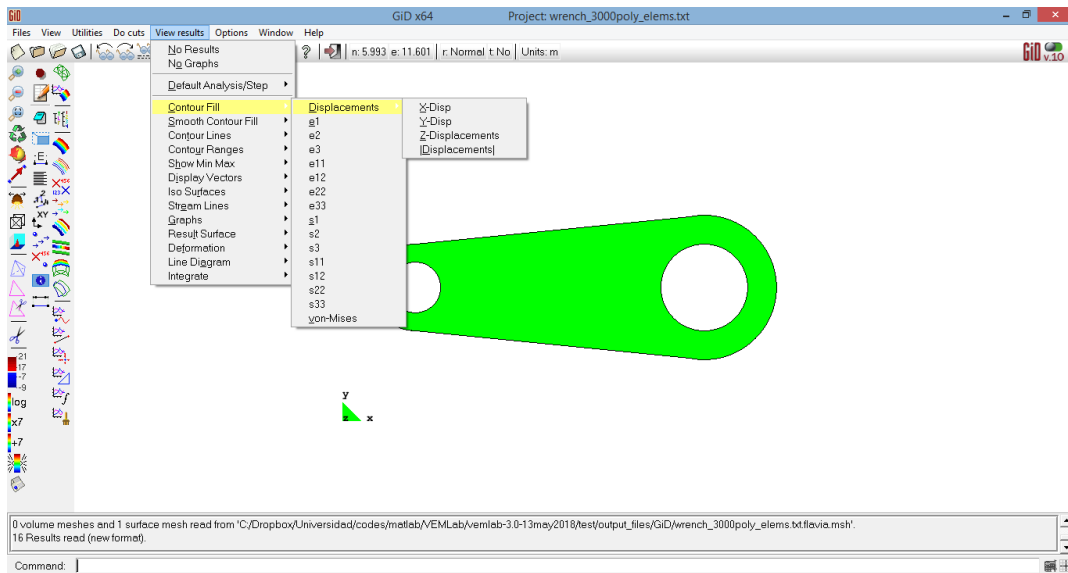 GiD
GiD x64
Project: wrench_3000poly_elems.txt
Files View Utilities Do cuts View results Options Window Help
n: 5.993 e: 11.601 r: Normal t: No Units: m
GiD v.10
No Results
No Graphs
Default Analysis/Step
Contour Fill
Smooth Contour Fill
Contour Lines
Contour Ranges
Show Min Max
Display Vectors
Iso Surfaces
Stream Lines
Graphs
Result Surface
Deformation
Line Diagram
Integrate
Displacements
e1
e2
e3
e11
e12
e22
e33
s1
s2
s3
s11
s12
s22
s33
von-Mises
X-Disp
Y-Disp
Z-Displacements
|Displacements|
:E:
XY
21
17
-7
-9
log
x7
+7
y
z x
0 volume meshes and 1 surface mesh read from 'C:/Dropbox/Universidad/codes/matlab/VEMLab/vemlab-3.0-13may2018/test/output_files/GiD/wrench_3000poly_elems.txt.flavia.msh'.
16 Results read (new format).
Command: